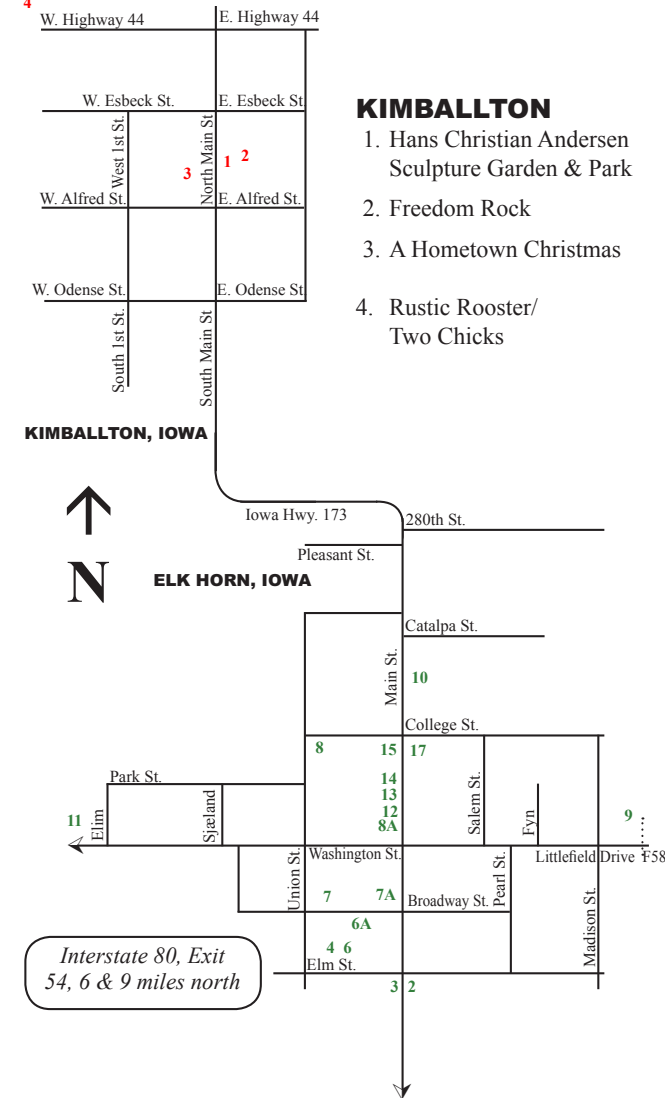 4
W. Highway 44
E. Highway 44
W. Esbeck St.
E. Esbeck St.
West 1st St.
North Main St
3
1
2
W. Alfred St.
E. Alfred St.
W. Odense St.
E. Odense St.
South 1st St.
South Main St
KIMBALLTON
1. Hans Christian Andersen
Sculpture Garden & Park
2. Freedom Rock
3. A Hometown Christmas
4. Rustic Rooster/
Two Chicks
KIMBALLTON, IOWA
Iowa Hwy. 173
280th St.
Pleasant St.
N
ELK HORN, IOWA
Catalpa St.
Main St.
10
College St.
8
15
17
14
13
12
8A
Park St.
11
Elim
Sjæland
Salem St.
Fyn
9
Washington St.
Littlefield Drive F58
Union St.
7
7A
Broadway St.
Pearl St.
Madison St.
6A
4
6
Elm St.
3
2
Interstate 80, Exit
54, 6 & 9 miles north